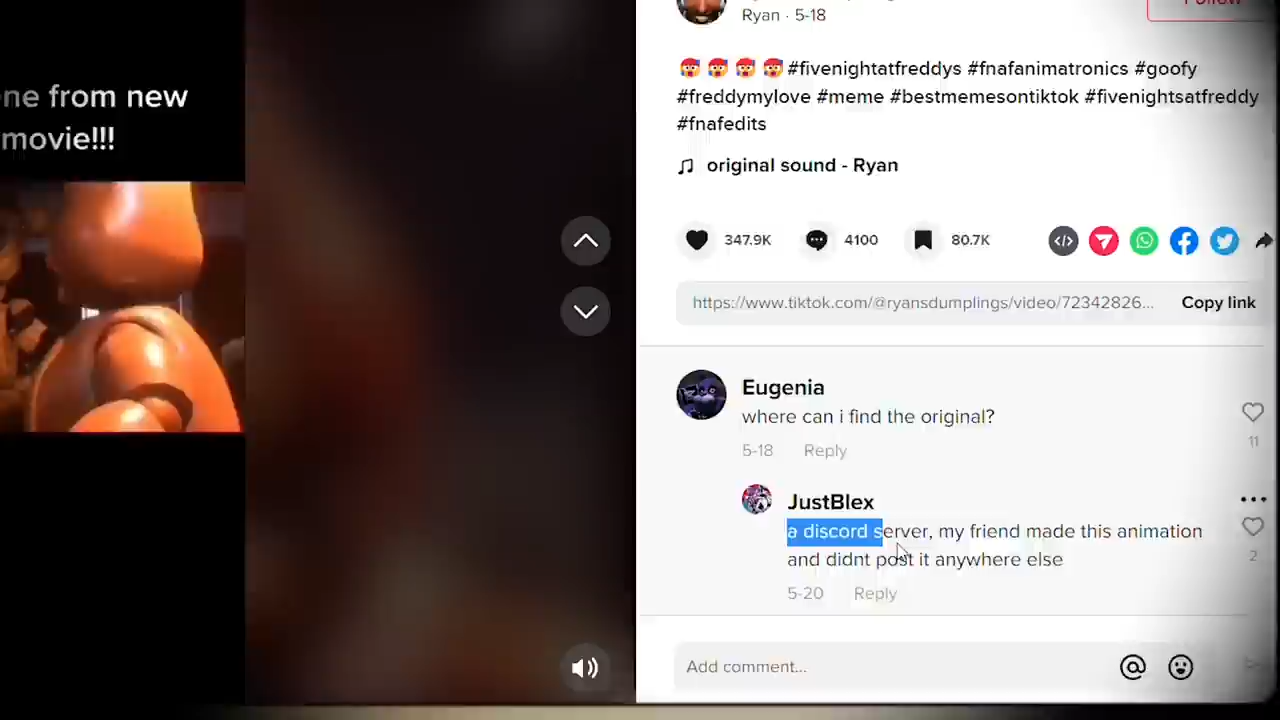 ne from new
movie!!!
Follow
Ryan · 5-18
#fivenightatfreddys #fnafanimatronics #goofy
#freddymylove #meme #bestmemesontiktok #fivenightsatfreddy
#fnafedits
original sound - Ryan
347.9K 4100 80.7K
https://www.tiktok.com/@ryansdumplings/video/72342826... Copy link
Eugenia
where can i find the original?
11
5-18 Reply
JustBlex
a discord server, my friend made this animation
and didnt post it anywhere else
2
5-20 Reply
Add comment...